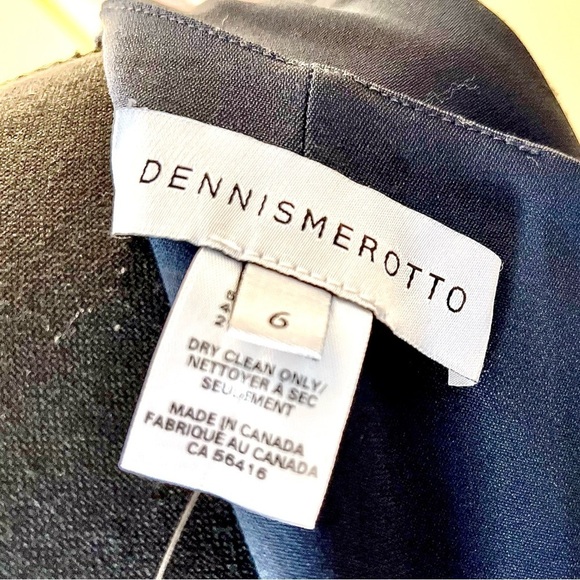 DENNISMEROTTO
6
DRY CLEAN ONLY/
NETTOYER A SEC
SEULEMENT
MADE IN CANADA
FABRIQUE AU CANADA
CA 56416